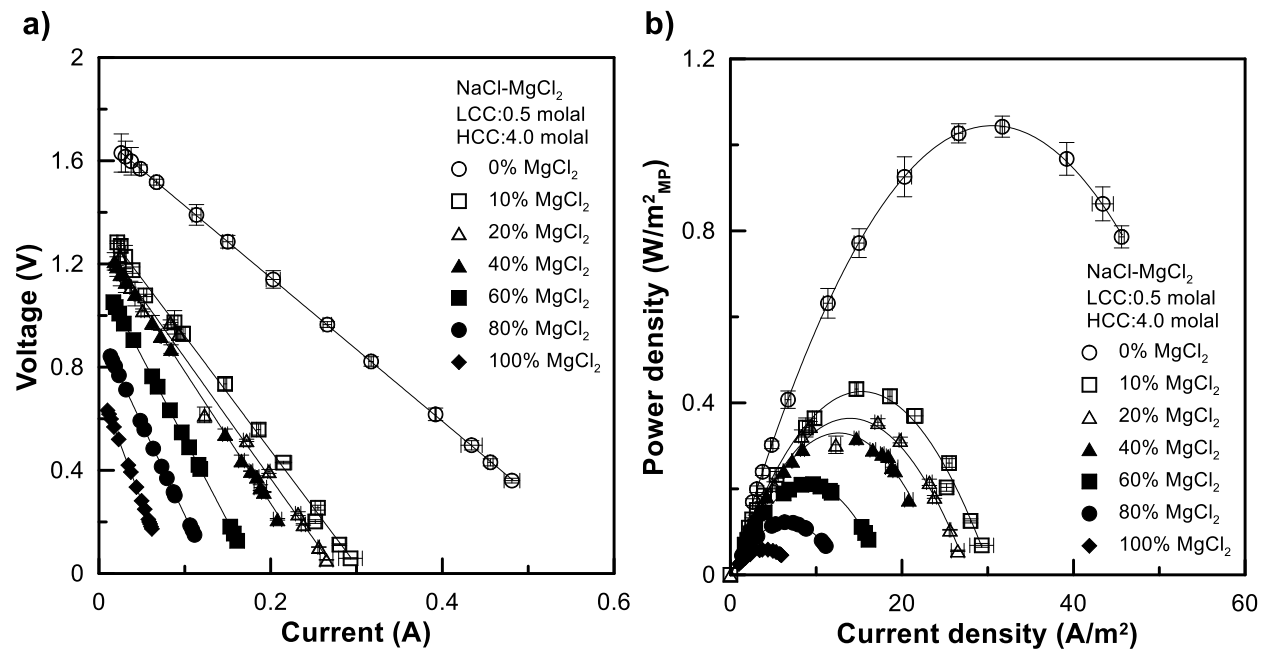 a)
2
1.6
1.2
0.8
0.4
0
Voltage (V)
NaCl-MgCl₂
LCC:0.5 molal
HCC:4.0 molal
0% MgCl₂
10% MgCl₂
20% MgCl₂
40% MgCl₂
60% MgCl₂
80% MgCl₂
100% MgCl₂
0 0.2 0.4 0.6
Current (A)
b)
1.2
0.8
0.4
0
Power density (W/m²MP)
NaCl-MgCl₂
LCC:0.5 molal
HCC:4.0 molal
0% MgCl₂
10% MgCl₂
20% MgCl₂
40% MgCl₂
60% MgCl₂
80% MgCl₂
100% MgCl₂
0 20 40 60
Current density (A/m²)